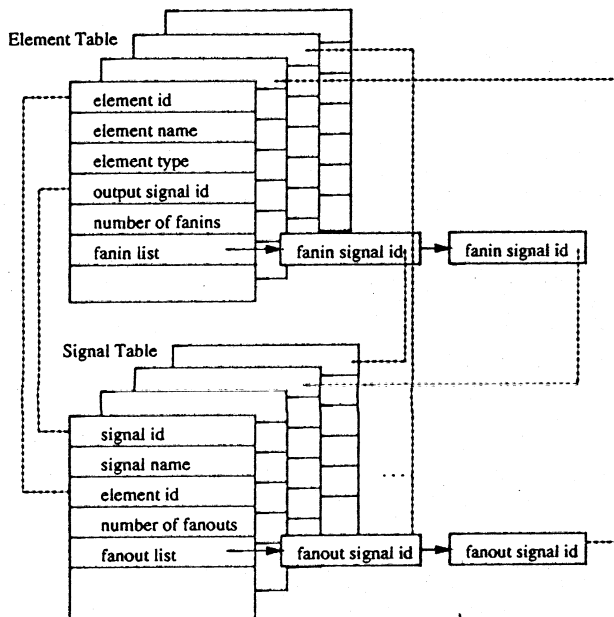 Element Table
element id
element name
element type
output signal id
number of fanins
fanin list
fanin signal id
fanin signal id
Signal Table
signal id
signal name
element id
number of fanouts
fanout list
...
fanout signal id
fanout signal id